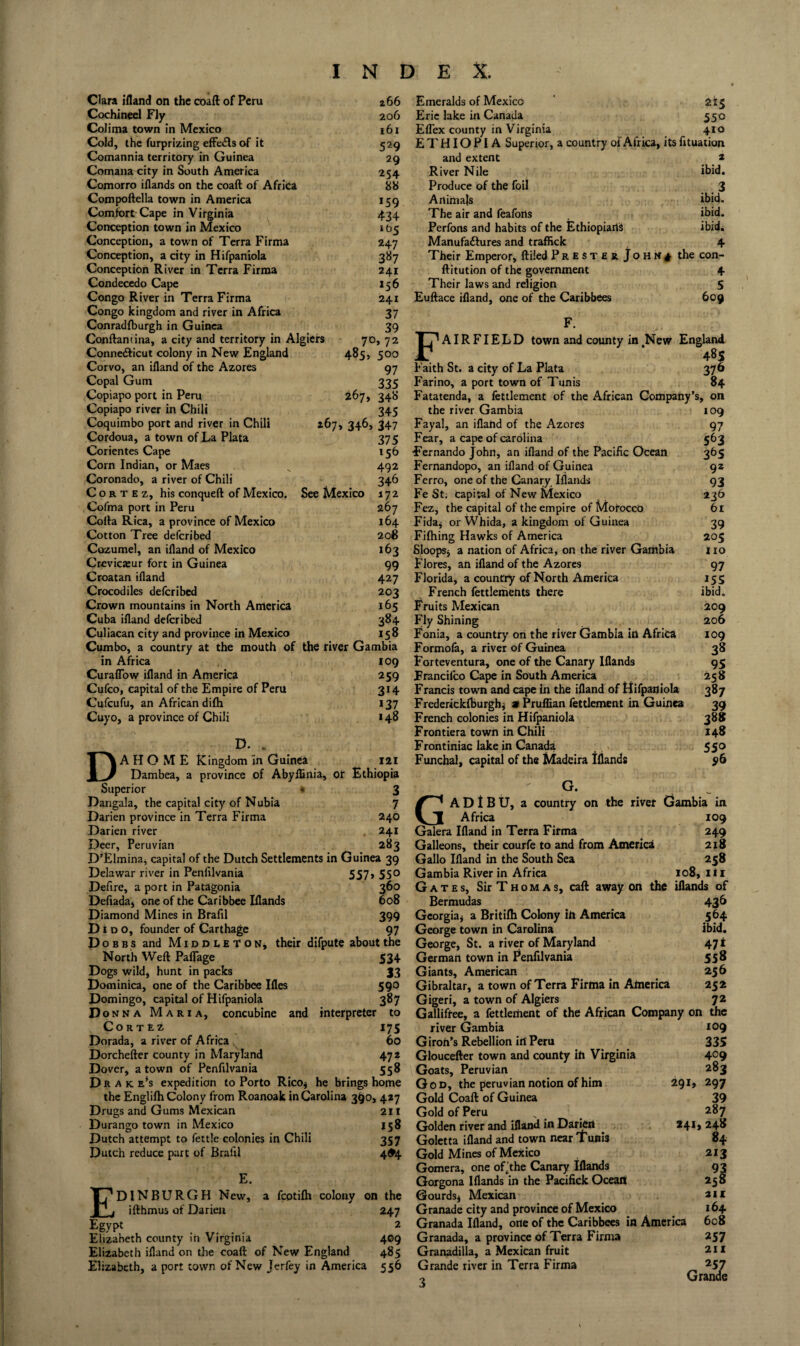 INDEX.
Clara iſland on the coaſt of Peru 266
Cochineel Fly 206
Colima town in Mexico 161
Cold, the ſurprizing effects of it 529
Comannia territory in Guinea 29
Comana city in South America 254
Comorro iſlands on the coaſt of Africa 88
Compoſtella town in America 159
Comfort Cape in Virginia 434
Conception town in Mexico 165
Conception, a town of Terra Firma 247
Conception, a city in Hiſpaniola 387
Conception River in Terra Firma 241
Condecedo Cape 156
Congo River in Terra Firma 241
Congo kingdom and river in Africa 37
Conradſburgh in Guinea 39
Conſtantina, a city and territory in Algiers 70, 72
Connecticut colony in New England 485, 500
Corvo, an iſland of the Azores 97
Copal Gum 335
Copiapo port in Peru 267, 348
Copiapo river in Chili 345
Coquimbo port and river in Chili 267, 346, 347
Cordoua, a town of La Plata 375
Corientes Cape 156
Corn Indian, or Maes 492
Coronado, a river of Chili 346
CORTEZ, his conqueſt of Mexico. See Mexico 172
Coſma port in Peru 267
Coſta Rica, a province of Mexico 164
Cotton Tree deſcribed 208
Cozumel, an iſland of Mexico 163
Crevicæur fort in Guinea 99
Croatan iſland 427
Crocodiles deſcribed 203
Crown mountains in North America 165
Cuba iſland deſcribed 384
Culiacan city and province in Mexico 158
Cumbo, a country at the mouth of the river Gambia
in Africa 109
Curaſſow iſland in America 259
Cuſco, capital of the Empire of Peru 314
Cuſcuſu, an African diſh 137
Cuyo, a province of Chili 148
D.
DAHOME Kingdom in Guinea 121
Dambea, a province of Abyſſinia, or Ethiopia
Superior 3
Dangala, the capital city of Nubia 7
Darien province in Terra Firma 240
Darien river 241
Deer, Peruvian 283
D'Elmina, capital of the Dutch Settlements in Guinea 39
Delawar river in Penſilvania 557, 550
Deſire, a port in Patagonia 360
Deſiada, one of the Caribbee Iſlands 608
Diamond Mines in Braſil 399
DIDO, founder of Carthage 97
DOBBS and MIDDLETON, their diſpute about the
North Weſt Paſſage 534
Dogs wild, hunt in packs 33
Dominica, one of the Caribbee Iſles 590
Domingo, capital of Hiſpaniola 387
DONNA MARIA, concubine and interpreter to
CORTEZ 175
Dorada, a river of Africa 60
Dorcheſter county in Maryland 472
Dover, a town of Penſilvania 558
DRAKE's expedition to Porto Rico, he brings home
the Engliſh Colony from Roanoak in Carolina 390, 427
Drugs and Gums Mexican 211
Durango town in Mexico 158
Dutch attempt to ſettle colonies in Chili 357
Dutch reduce part of Braſil 404
E.
EDINBURGH New, a ſcotiſh colony on the
iſthmus of Darien 247
Egypt 2
Elizabeth county in Virginia 409
Elizabeth iſland on the coaſt of New England 485
Elizabeth, a port town of New Jerſey in America 556
Emeralds of Mexico 215
Erie lake in Canada 550
Eſſex county in Virginia 410
ETHIOPIA Superior, a country of Africa, its ſituation
and extent 2
River Nile ibid.
Produce of the ſoil 3
Animals ibid.
The air and ſeaſons ibid.
Perſons and habits of the Ethiopians ibid.
Manufactures and traffick 4
Their Emperor, ſtiled PRESTER JOHN, the con-
ſtitution of the government 4
Their laws and religion 5
Euſtace iſland, one of the Caribbees 609
F.
FAIRFIELD town and county in New England
485
Faith St. a city of La Plata 376
Farino, a port town of Tunis 84
Fatatenda, a ſettlement of the African Company's, on
the river Gambia 109
Fayal, an iſland of the Azores 97
Fear, a cape of carolina 563
Fernando John, an iſland of the Pacific Ocean 365
Fernandopo, an iſland of Guinea 92
Ferro, one of the Canary Iſlands 93
Fe St. capital of New Mexico 236
Fez, the capital of the empire of Morocco 61
Fida, or Whida, a kingdom of Guinea 39
Fiſhing Hawks of America 205
Sloops, a nation of Africa, on the river Gambia 110
Flores, an iſland of the Azores 97
Florida, a country of North America 155
French ſettlements there ibid.
Fruits Mexican 209
Fly Shining 206
Fonia, a country on the river Gambia in Africa 109
Formoſa, a river of Guinea 38
Forteventura, one of the Canary Iſlands 95
Franciſco Cape in South America 258
Francis town and cape in the iſland of Hiſpaniola 387
Frederickſburgh, a Pruſſian ſettlement in Guinea 39
French colonies in Hiſpaniola 388
Frontiera town in Chili 148
Frontiniac lake in Canada 550
Funchal, capital of the Madeira Iſlands 96
G.
GADIBU, a country on the river Gambia in
Africa 109
Galera Iſland in Terra Firma 249
Galleons, their courſe to and from America 218
Gallo Iſland in the South Sea 258
Gambia River in Africa 108, 111
GATES, Sir THOMAS, caſt away on the iſlands of
Bermudas 436
Georgia, a Britiſh Colony in America 564
George town in Carolina ibid.
George, St. a river of Maryland 471
German town in Penſilvania 558
Giants, American 256
Gibraltar, a town of Terra Firma in America 252
Gigeri, a town of Algiers 72
Gallifree, a ſettlement of the African Company on the
river Gambia 109
Giron's Rebellion in Peru 335
Glouceſter town and county in Virginia 409
Goats, Peruvian 283
GOD, the peruvian notion of him 291, 297
Gold Coaſt of Guinea 39
Gold of Peru 287
Golden river and iſland in Darien 241, 248
Goletta iſland and town near Tunis 84
Gold Mines of Mexico 213
Gomera, one of the Canary Iſlands 93
Gorgona Iſlands in the Pacifick Ocean 258
Gourds, Mexican 211
Granade city and province of Mexico 164
Granada Iſland, one of the Caribbees in America 608
Granada, a province of Terra Firma 257
Granadilla, a Mexican fruit 211
Grande river in Terra Firma 257
3
Grande